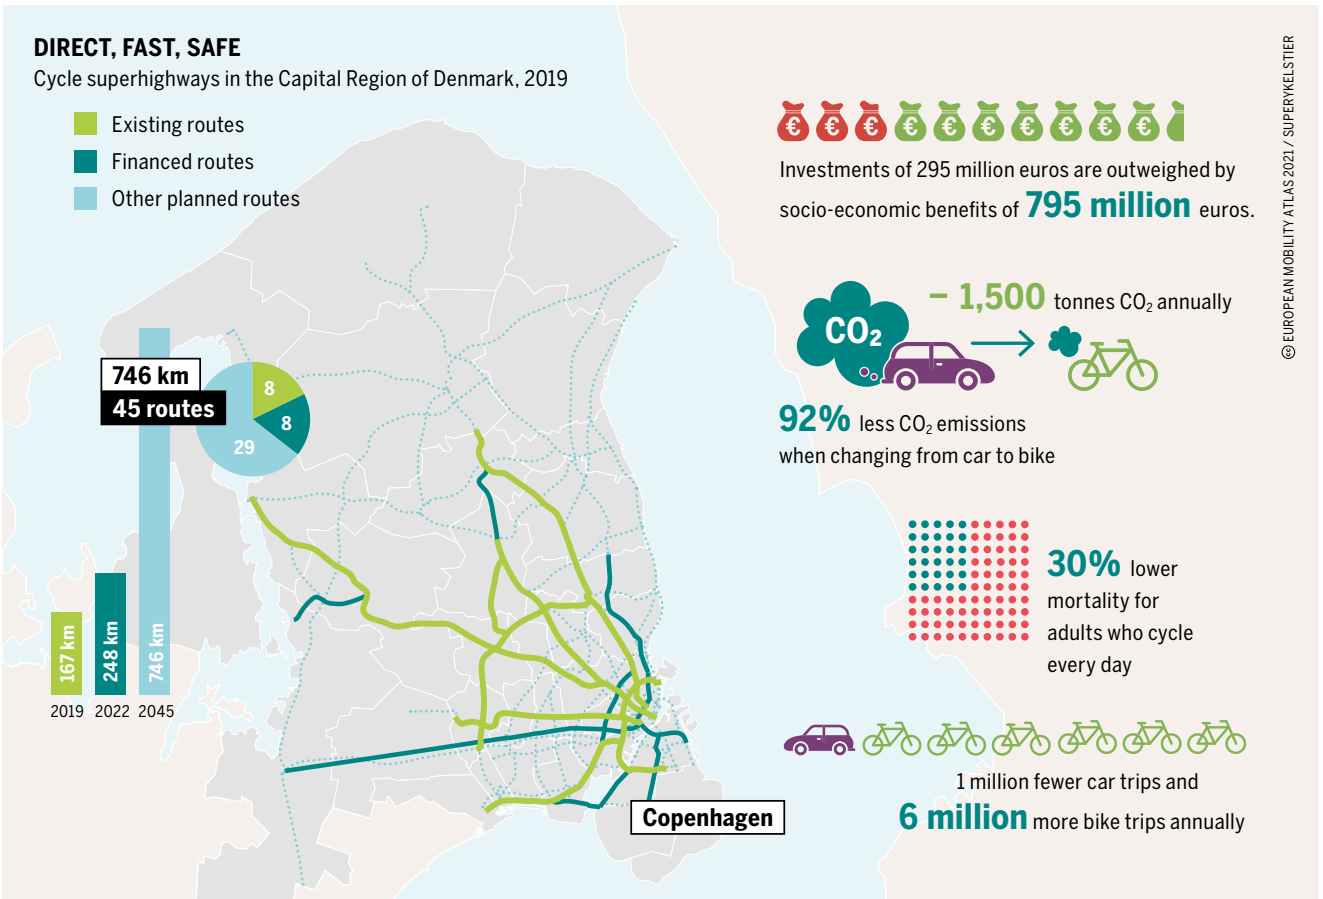 DIRECT, FAST, SAFE
Cycle superhighways in the Capital Region of Denmark, 2019
Existing routes
Financed routes
Other planned routes
746 km
45 routes
8
8
29
167 km
248 km
746 km
2019 2022 2045
Copenhagen
€ € € € € € € € € €
Investments of 295 million euros are outweighed by
socio-economic benefits of 795 million euros.
CO₂
– 1,500 tonnes CO₂ annually
92% less CO₂ emissions
when changing from car to bike
30% lower
mortality for
adults who cycle
every day
1 million fewer car trips and
6 million more bike trips annually
cc EUROPEAN MOBILITY ATLAS 2021 / SUPERYKELSTIER